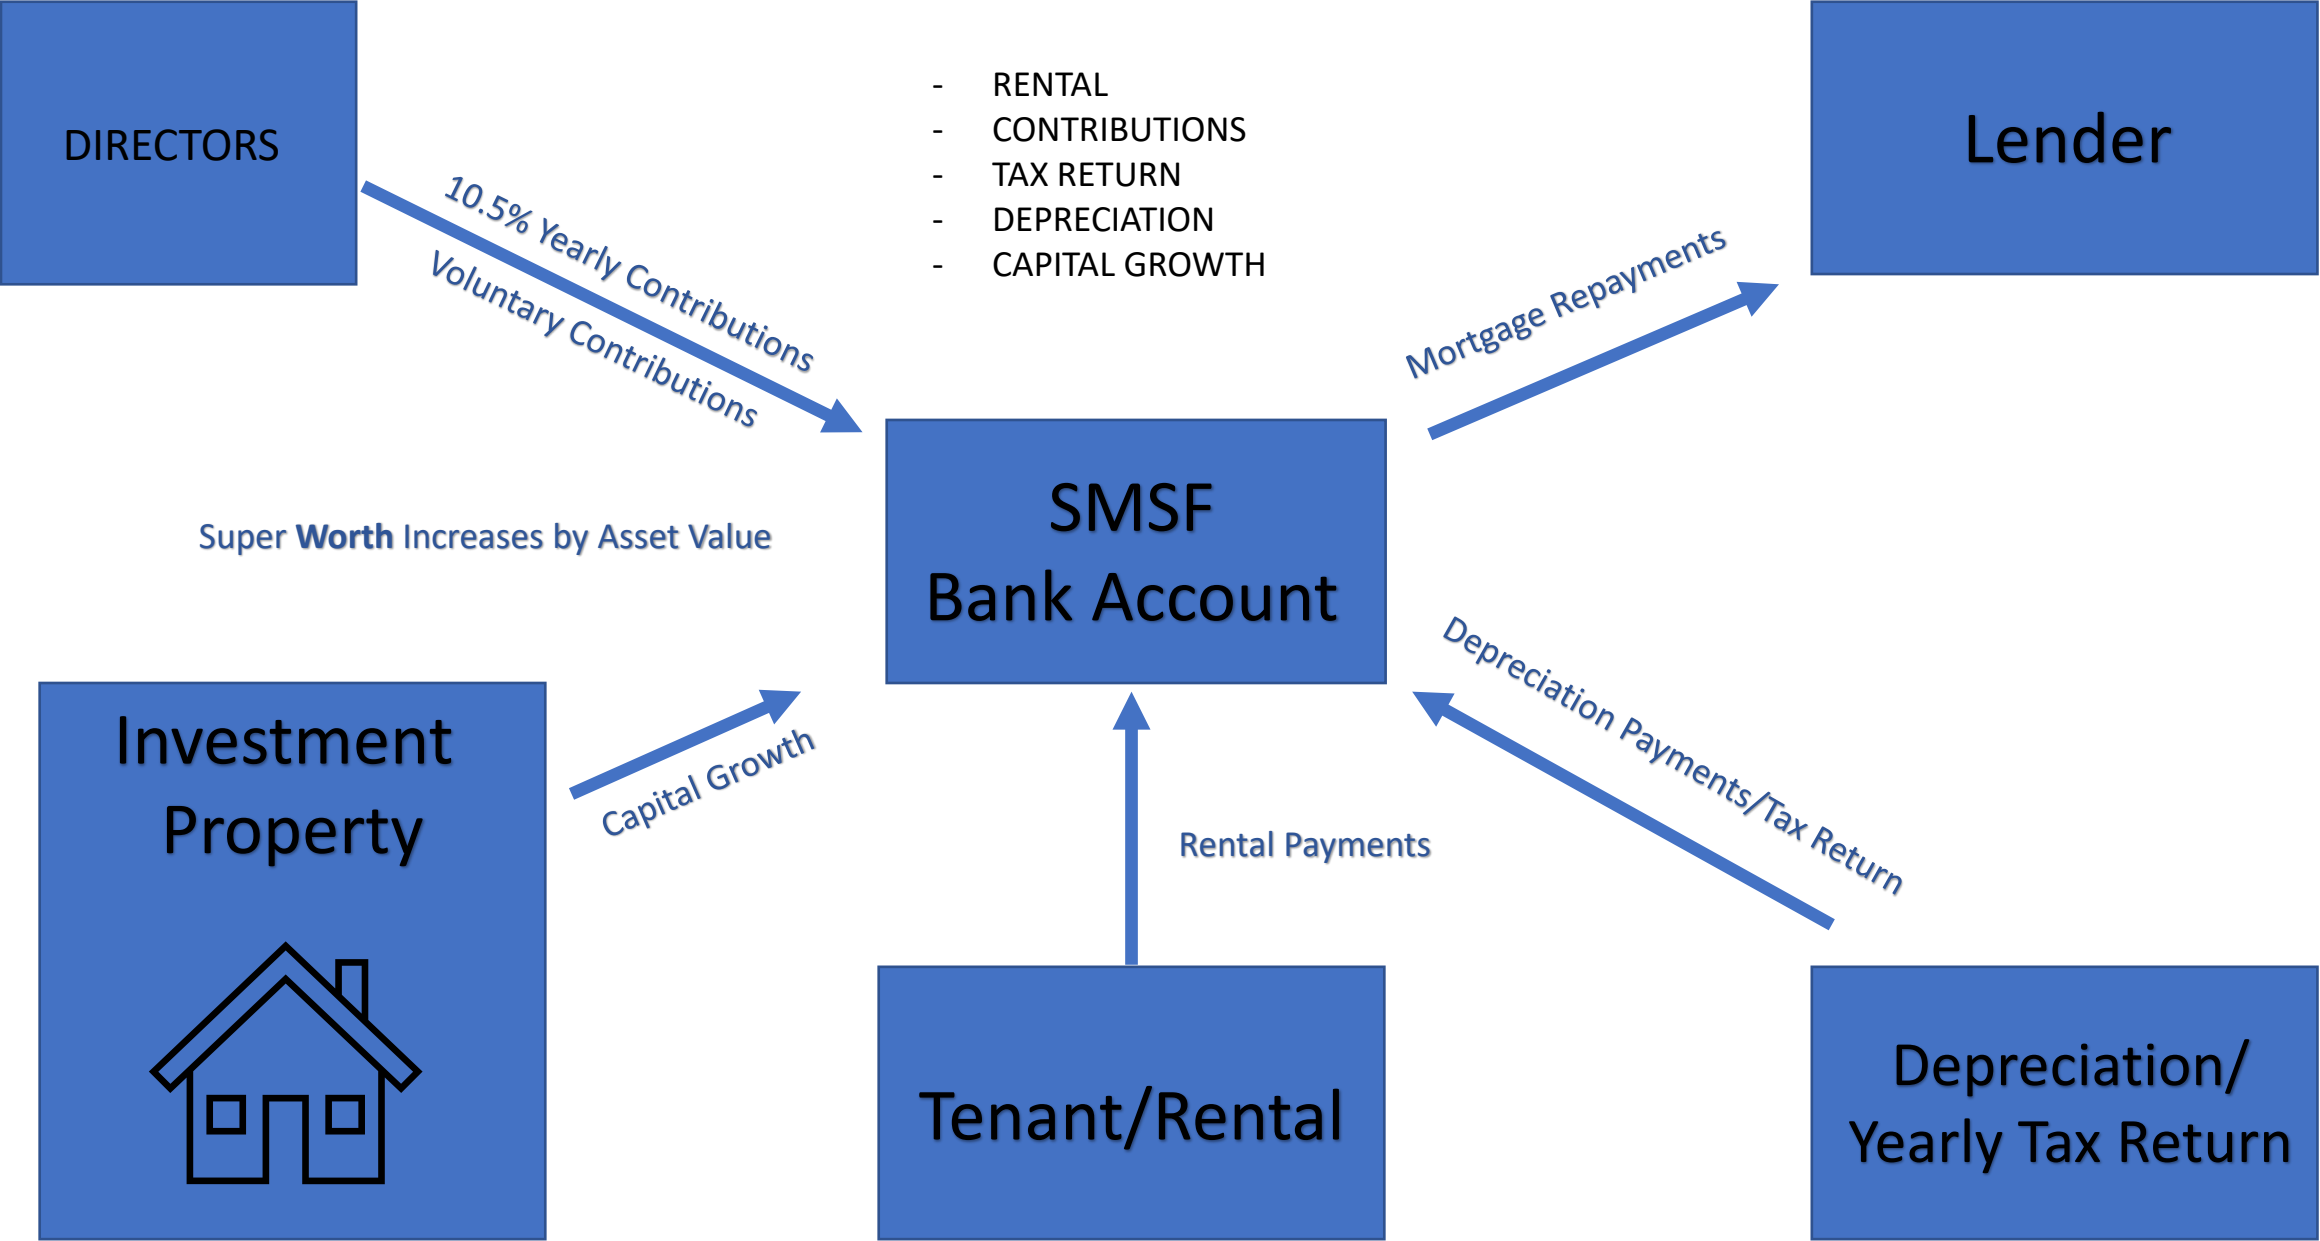 DIRECTORS
- RENTAL
- CONTRIBUTIONS
- TAX RETURN
- DEPRECIATION
- CAPITAL GROWTH
Lender
10.5% Yearly Contributions
Voluntary Contributions
Mortgage Repayments
SMSF
Bank Account
Super Worth Increases by Asset Value
Investment
Property
Capital Growth
Rental Payments
Depreciation Payments/Tax Return
Tenant/Rental
Depreciation/
Yearly Tax Return